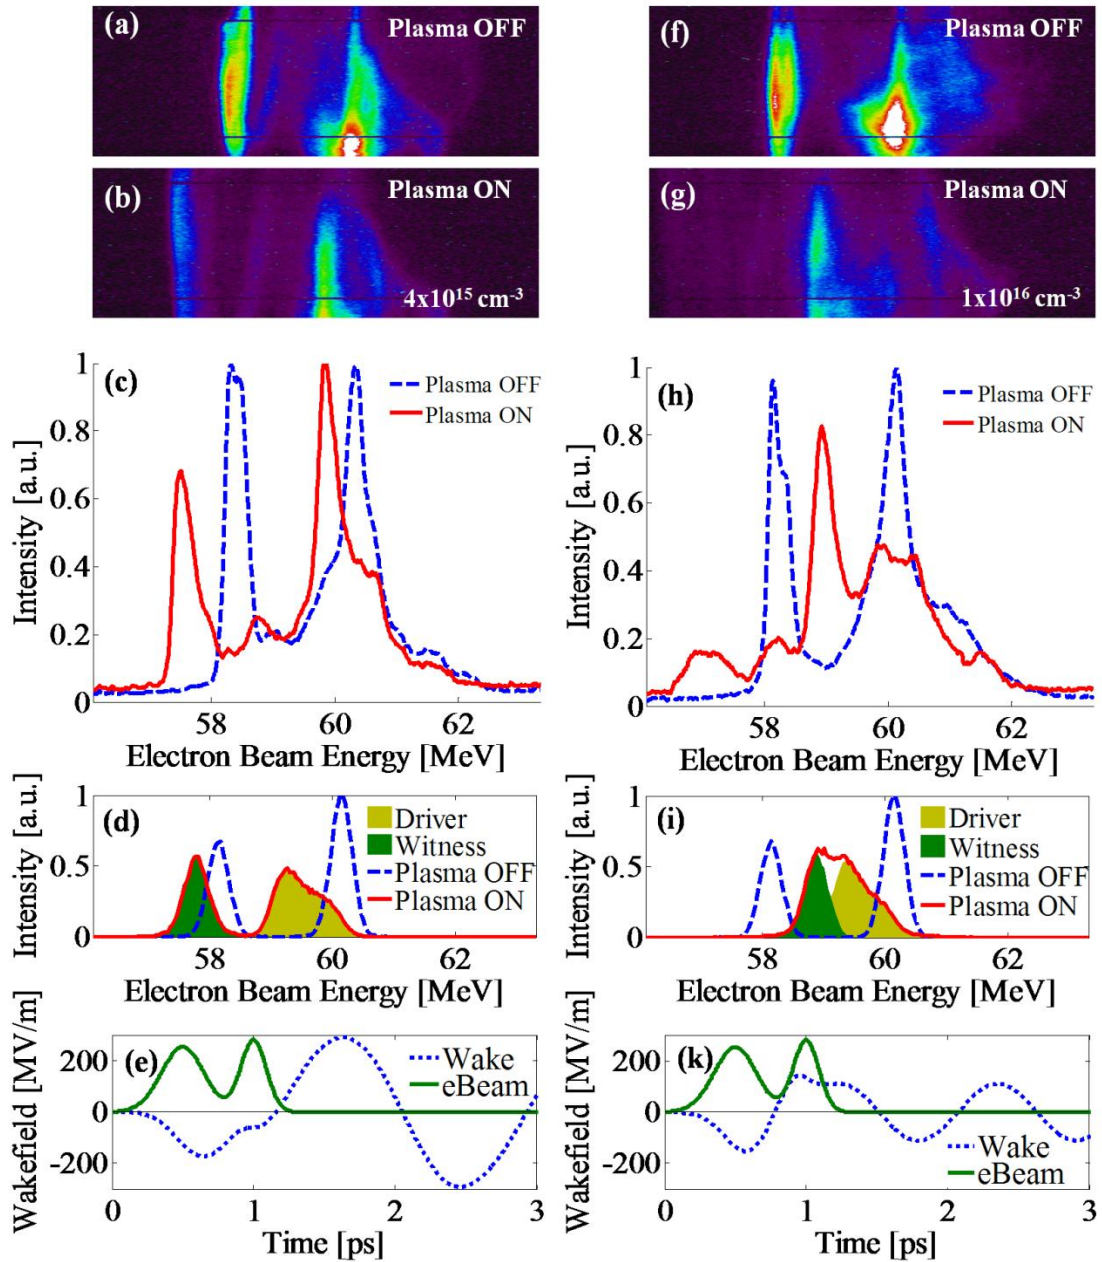 (a)
Plasma OFF
(b)
Plasma ON
4x10¹⁵ cm⁻³
(c)
Plasma OFF
Plasma ON
Intensity [a.u.]
1
0.8
0.6
0.4
0.2
0
58
60
62
Electron Beam Energy [MeV]
(d)
Driver
Witness
Plasma OFF
Plasma ON
Intensity [a.u.]
1
0.5
0
58
60
62
Electron Beam Energy [MeV]
(e)
Wake
eBeam
Wakefield [MV/m]
200
0
-200
0
1
2
3
Time [ps]
(f)
Plasma OFF
(g)
Plasma ON
1x10¹⁶ cm⁻³
(h)
Plasma OFF
Plasma ON
Intensity [a.u.]
1
0.8
0.6
0.4
0.2
0
58
60
62
Electron Beam Energy [MeV]
(i)
Driver
Witness
Plasma OFF
Plasma ON
Intensity [a.u.]
1
0.5
0
58
60
62
Electron Beam Energy [MeV]
(k)
Wake
eBeam
Wakefield [MV/m]
200
0
-200
0
1
2
3
Time [ps]